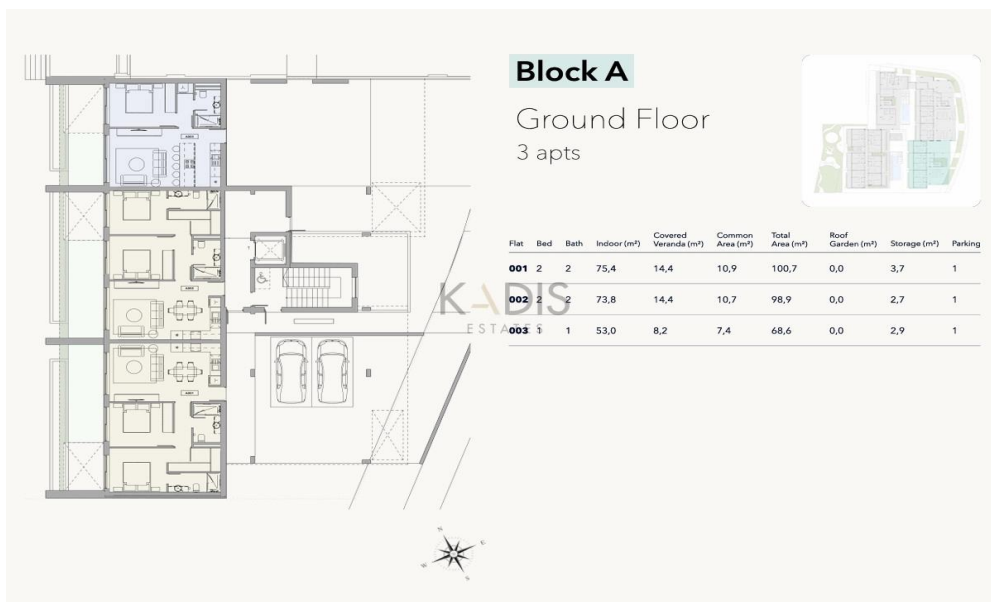 Block A
Ground Floor
3 apts
Flat Bed Bath Indoor (m²) Covered Veranda (m²) Common Area (m²) Total Area (m²) Roof Garden (m²) Storage (m²) Parking
001 2 2 75,4 14,4 10,9 100,7 0,0 3,7 1
002 2 2 73,8 14,4 10,7 98,9 0,0 2,7 1
003 1 1 53,0 8,2 7,4 68,6 0,0 2,9 1
KADIS
ESTATES
N
E
S